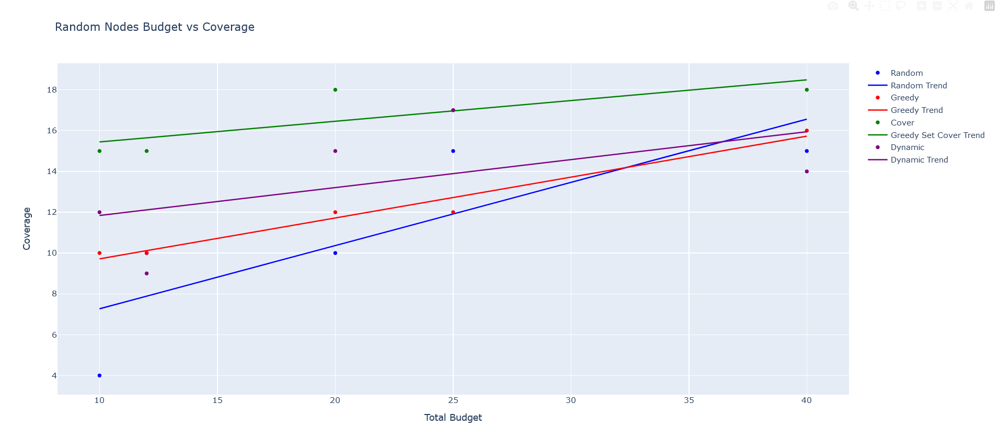 Random Nodes Budget vs Coverage
18
16
14
12
10
8
6
4
Coverage
10
15
20
25
30
35
40
Total Budget
Random
Random Trend
Greedy
Greedy Trend
Cover
Greedy Set Cover Trend
Dynamic
Dynamic Trend